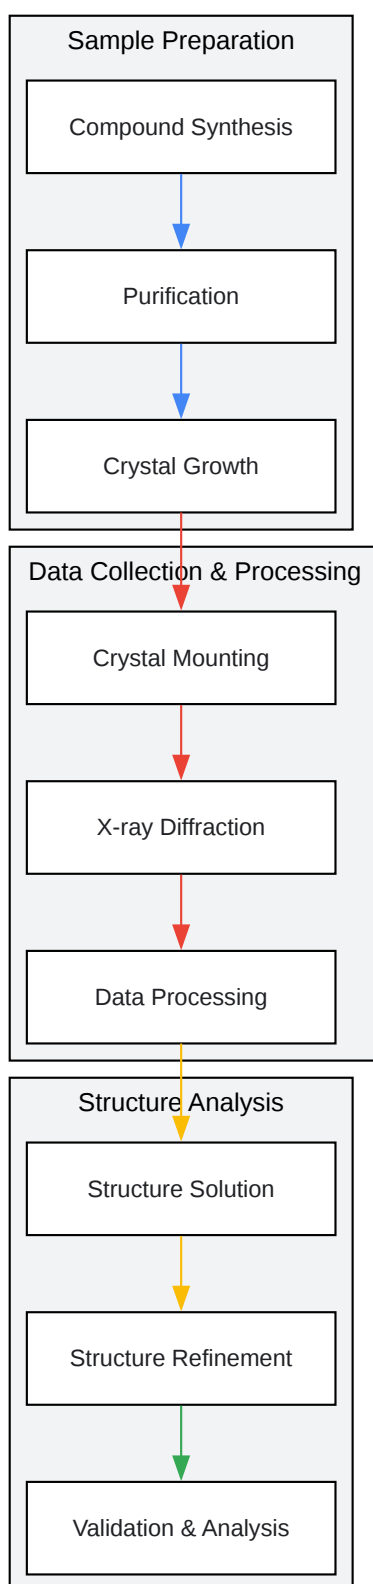 Sample Preparation
Compound Synthesis
Purification
Crystal Growth
Data Collection & Processing
Crystal Mounting
X-ray Diffraction
Data Processing
Structure Analysis
Structure Solution
Structure Refinement
Validation & Analysis